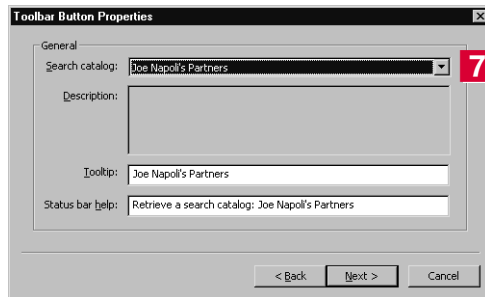 Toolbar Button Properties
General
Search catalog: Joe Napoli's Partners
7
Description:
Tooltip: Joe Napoli's Partners
Status bar help: Retrieve a search catalog: Joe Napoli's Partners
< Back Next > Cancel